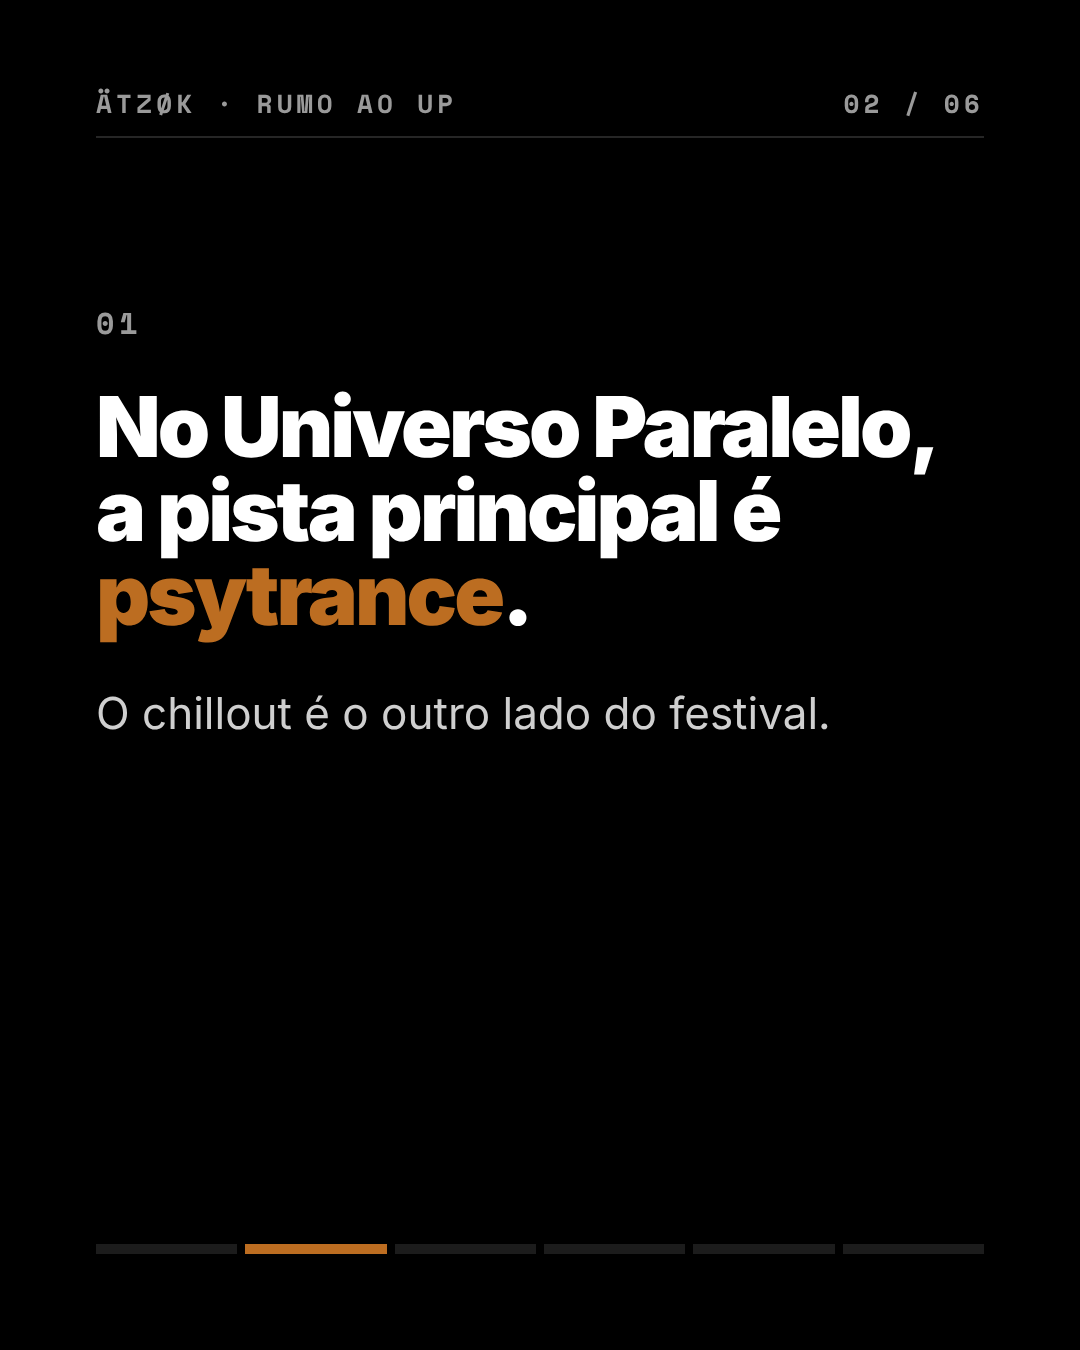 ÄTZØK · RUMO AO UP
02 / 06
01
No Universo Paralelo,
a pista principal é
psytrance.
O chillout é o outro lado do festival.